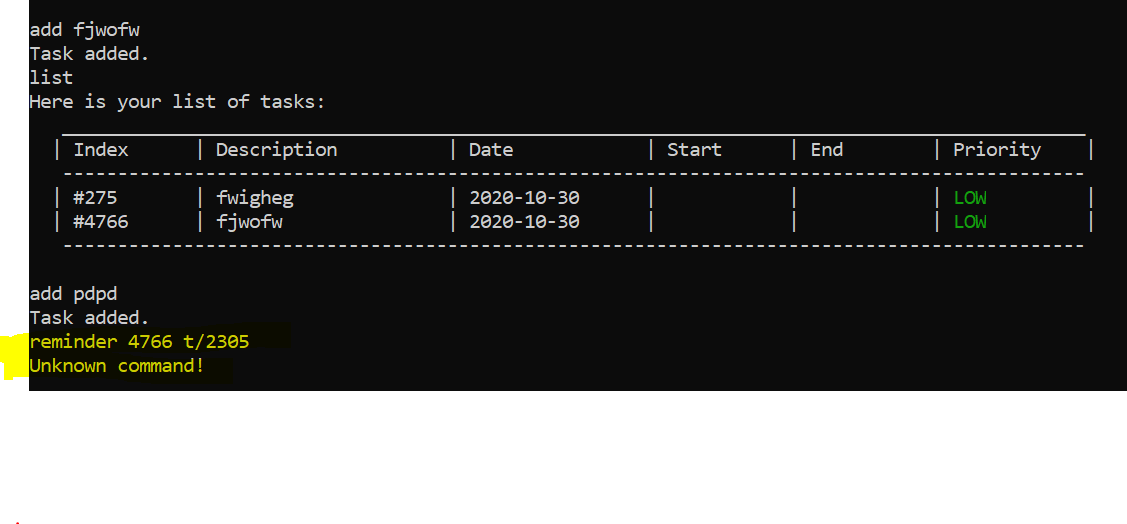 add fjwofw
Task added.
list
Here is your list of tasks:
| Index | Description | Date | Start | End | Priority |
| #275 | fwigheg | 2020-10-30 | | | LOW |
| #4766 | fjwofw | 2020-10-30 | | | LOW |
add pdpd
Task added.
reminder 4766 t/2305
Unknown command!